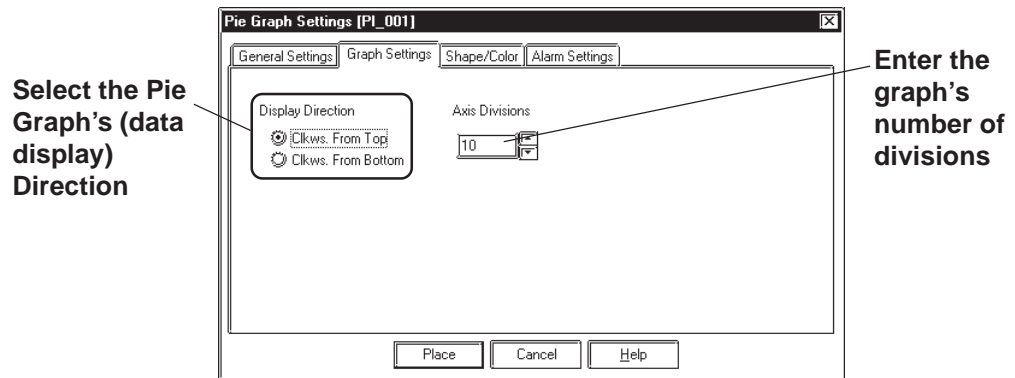 Pie Graph Settings [PI_001]
General Settings
Graph Settings
Shape/Color
Alarm Settings
Select the Pie
Graph's (data
display)
Direction
Display Direction
Clkws. From Top
Clkws. From Bottom
Axis Divisions
10
Enter the
graph's
number of
divisions
Place
Cancel
Help